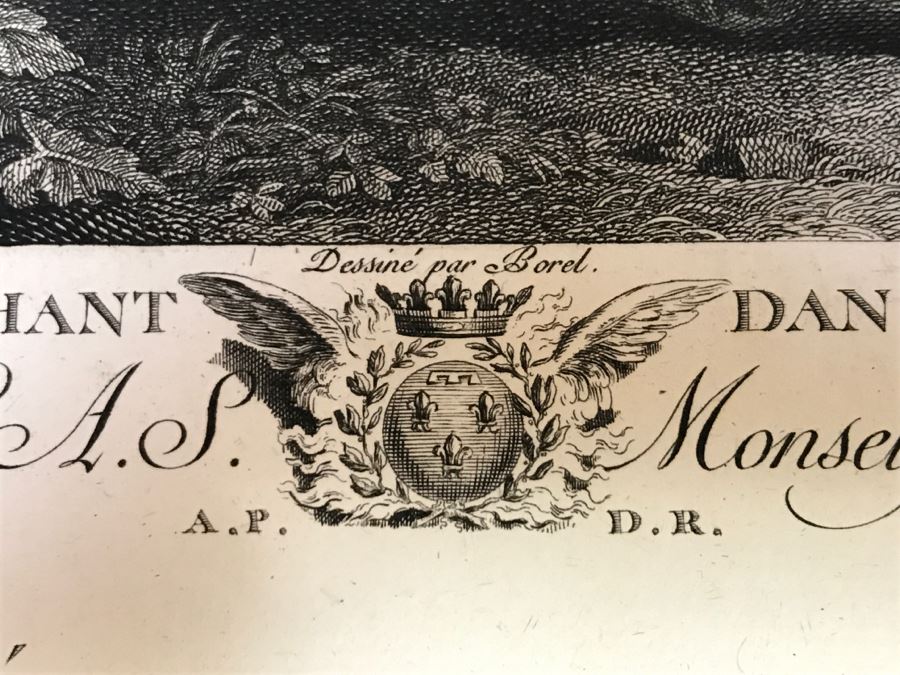 Dessiné par Borel.
HANT DAN
A.S. Monsei
A.P. D.R.